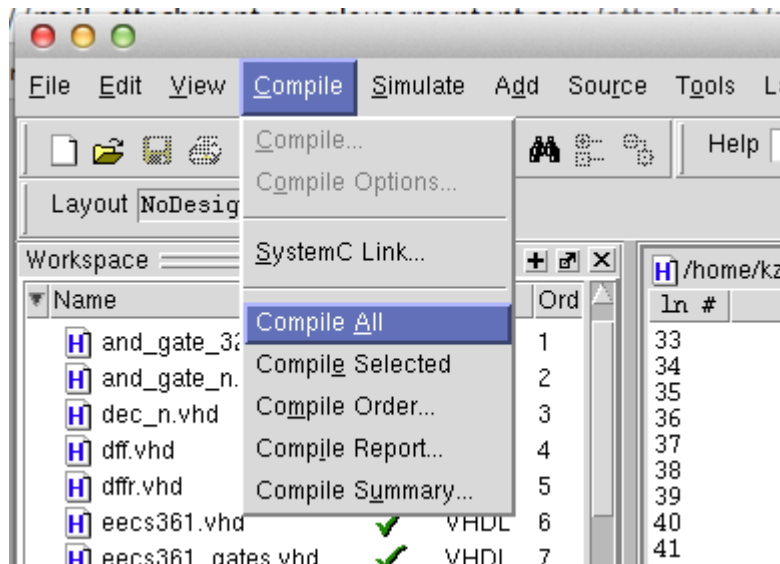 File Edit View Compile Simulate Add Source Tools
Compile...
Compile Options...
Help
Layout NoDesig
SystemC Link...
Workspace
/home/kz
Name Ord
ln #
Compile All
Compile Selected
Compile Order...
Compile Report...
Compile Summary...
and_gate_32 1
and_gate_n. 2
dec_n.vhd 3
dff.vhd 4
dffr.vhd 5
eecs361.vhd VHDL 6
eecs361_gates.vhd VHDL 7
33
34
35
36
37
38
39
40
41